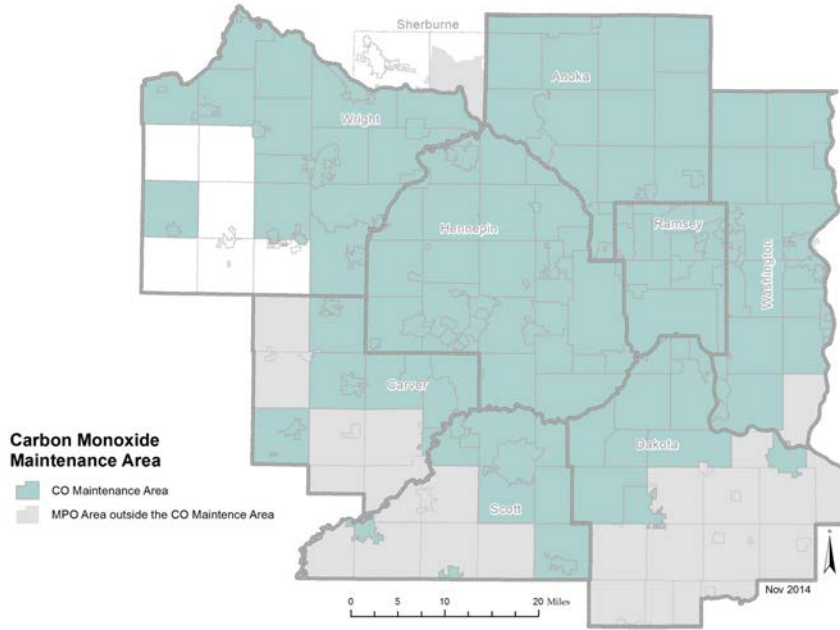 Sherburne
Anoka
Wright
Hennepin
Ramsey
Washington
Carver
Dakota
Scott
Carbon Monoxide
Maintenance Area
CO Maintenance Area
MPO Area outside the CO Maintence Area
Nov 2014
0 5 10 20 Miles